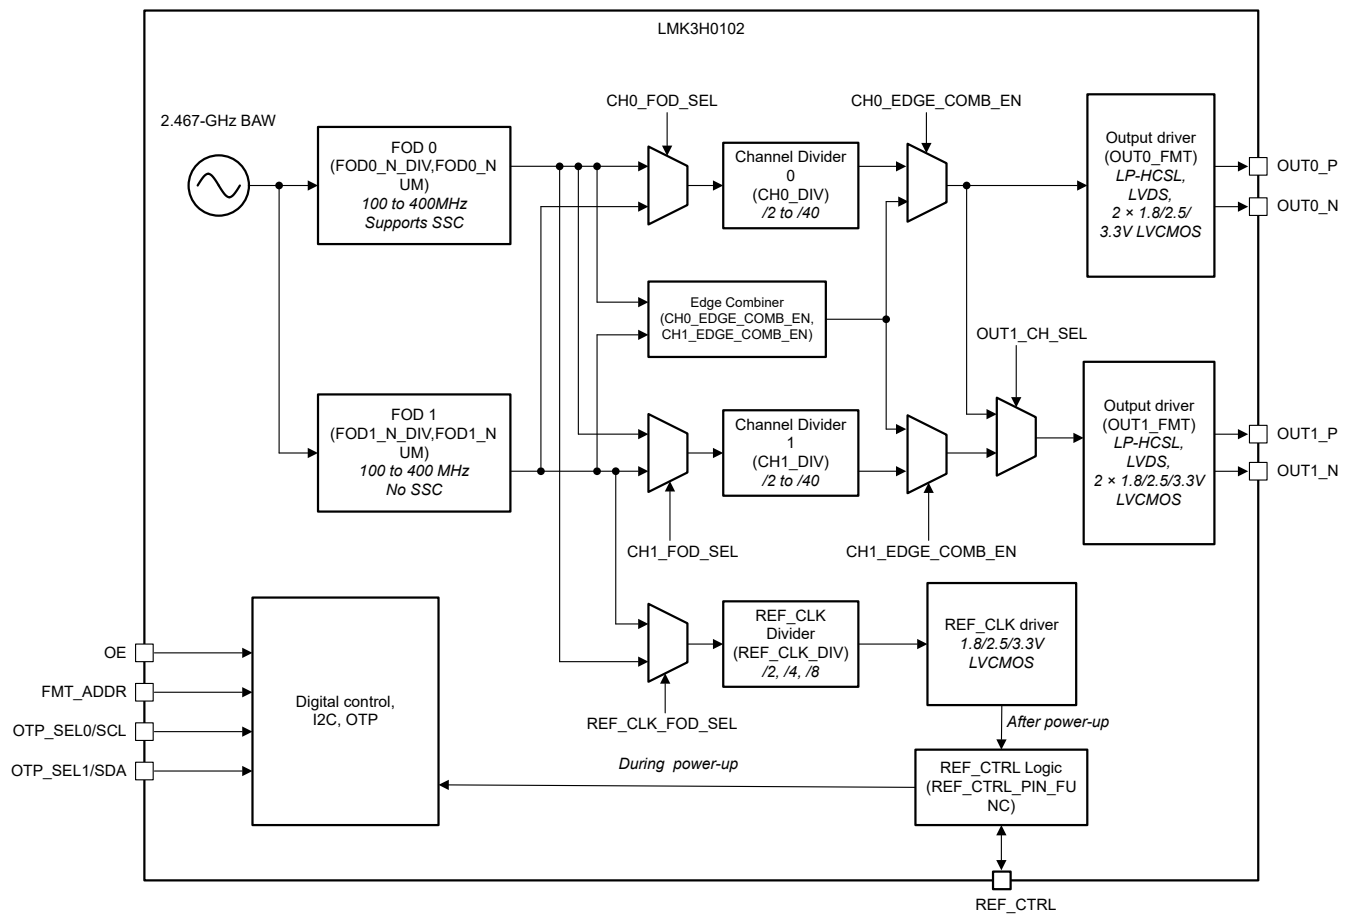 LMK3H0102
2.467-GHz BAW
FOD 0
(FOD0_N_DIV,FOD0_N
UM)
100 to 400MHz
Supports SSC
CH0_FOD_SEL
Channel Divider
0
(CH0_DIV)
/2 to /40
CH0_EDGE_COMB_EN
Output driver
(OUT0_FMT)
LP-HCSL,
LVDS,
2 × 1.8/2.5/
3.3V LVCMOS
OUT0_P
OUT0_N
Edge Combiner
(CH0_EDGE_COMB_EN,
CH1_EDGE_COMB_EN)
OUT1_CH_SEL
FOD 1
(FOD1_N_DIV,FOD1_N
UM)
100 to 400 MHz
No SSC
CH1_FOD_SEL
Channel Divider
1
(CH1_DIV)
/2 to /40
CH1_EDGE_COMB_EN
Output driver
(OUT1_FMT)
LP-HCSL,
LVDS,
2 × 1.8/2.5/3.3V
LVCMOS
OUT1_P
OUT1_N
REF_CLK
Divider
(REF_CLK_DIV)
/2, /4, /8
REF_CLK_FOD_SEL
REF_CLK driver
1.8/2.5/3.3V
LVCMOS
After power-up
OE
FMT_ADDR
OTP_SEL0/SCL
OTP_SEL1/SDA
Digital control,
I2C, OTP
During power-up
REF_CTRL Logic
(REF_CTRL_PIN_FU
NC)
REF_CTRL